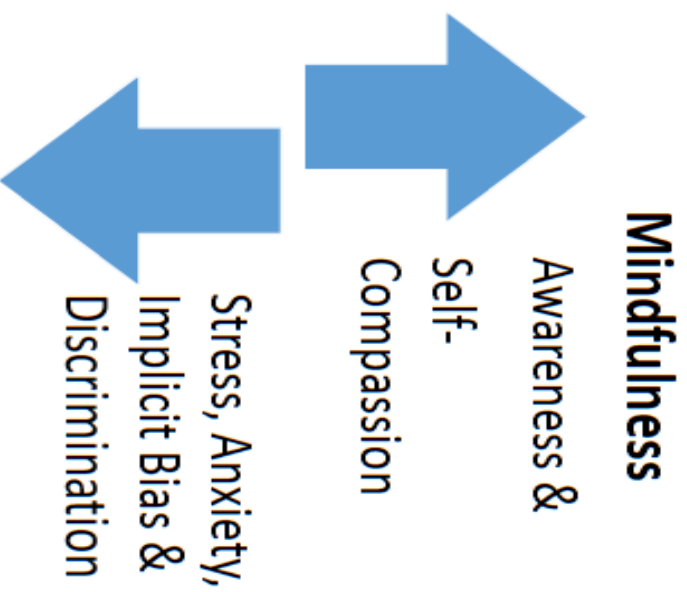 Mindfulness
Awareness &
Self-
Compassion
Stress, Anxiety,
Implicit Bias &
Discrimination